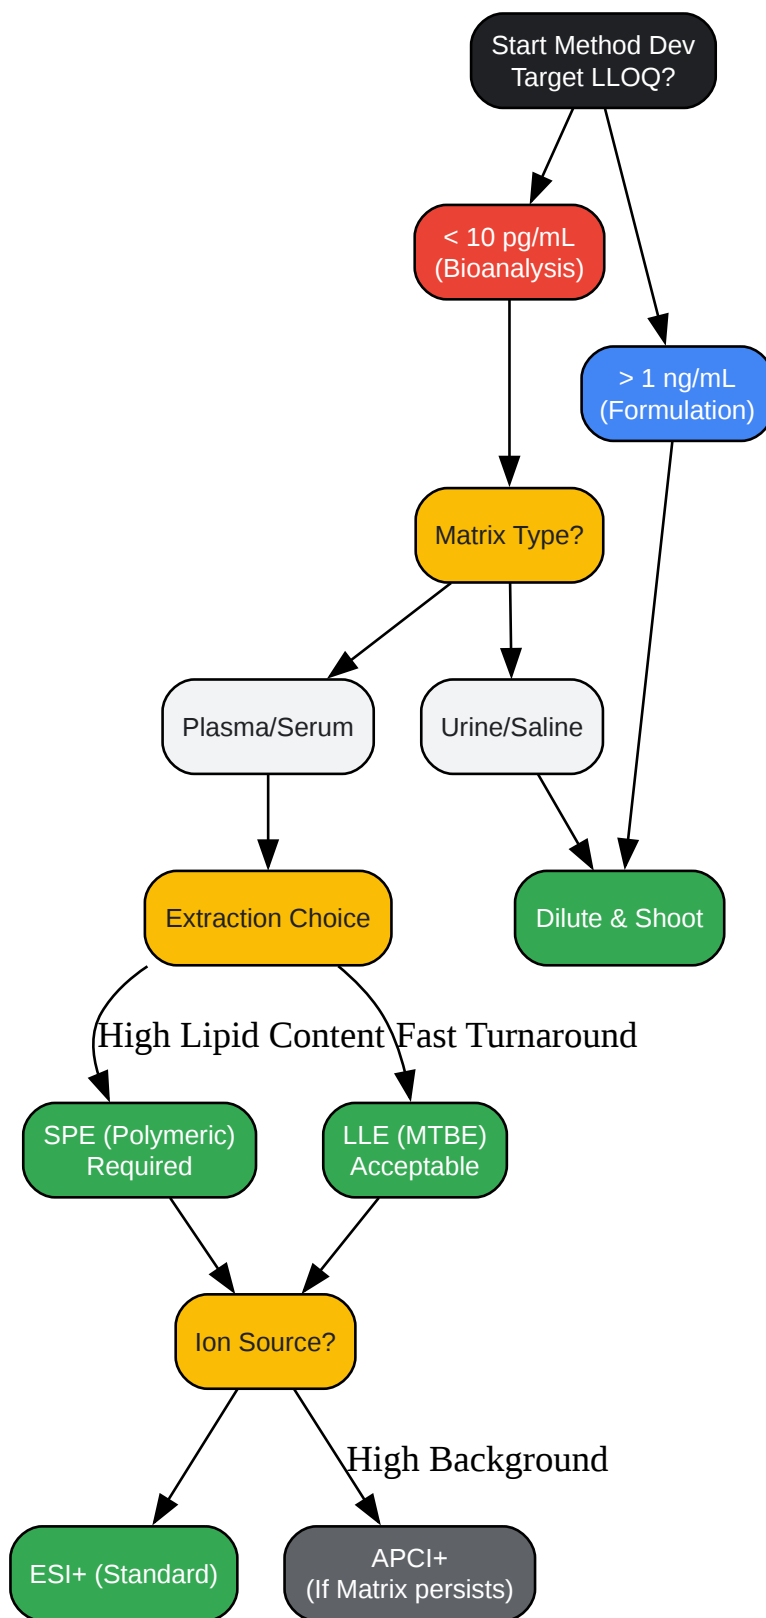 Start Method Dev
Target LLOQ?
< 10 pg/mL
(Bioanalysis)
> 1 ng/mL
(Formulation)
Matrix Type?
Plasma/Serum
Urine/Saline
Extraction Choice
Dilute & Shoot
High Lipid Content
Fast Turnaround
SPE (Polymeric)
Required
LLE (MTBE)
Acceptable
Ion Source?
High Background
ESI+ (Standard)
APCI+
(If Matrix persists)